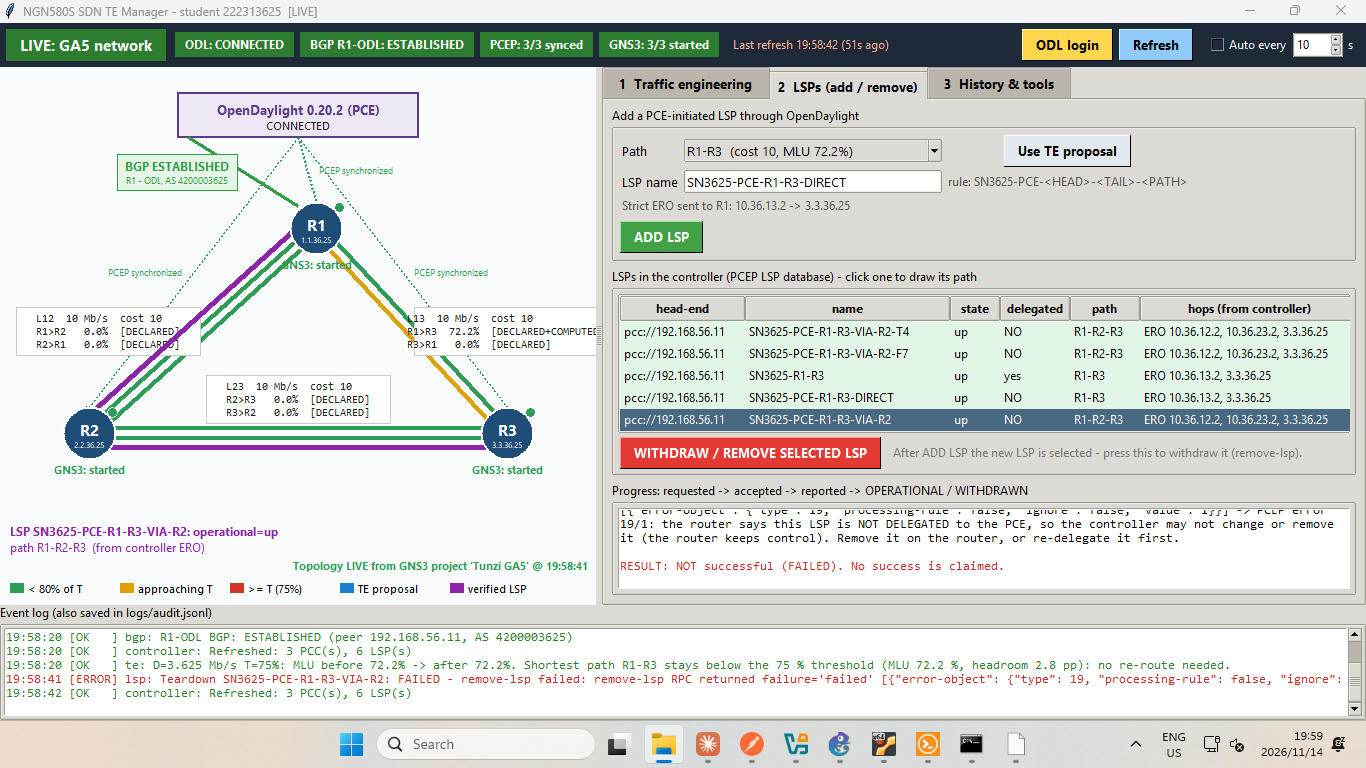 NGN580S SDN TE Manager - student 222313625  [LIVE]
LIVE: GA5 network
ODL: CONNECTED
BGP R1-ODL: ESTABLISHED
PCEP: 3/3 synced
GNS3: 3/3 started
Last refresh 19:58:42 (51s ago)
ODL login
Refresh
Auto every
10
s
OpenDaylight 0.20.2 (PCE)
CONNECTED
BGP ESTABLISHED
R1 - ODL, AS 4200003625
PCEP synchronized
R1
1.1.36.25
GNS3: started
PCEP synchronized
PCEP synchronized
L12  10 Mb/s  cost 10
R1>R2   0.0%  [DECLARED]
R2>R1   0.0%  [DECLARED]
L13  10 Mb/s  cost 10
R1>R3  72.2%  [DECLARED+COMPUTED
R3>R1   0.0%  [DECLARED]
L23  10 Mb/s  cost 10
R2>R3   0.0%  [DECLARED]
R3>R2   0.0%  [DECLARED]
R2
2.2.36.25
GNS3: started
R3
3.3.36.25
GNS3: started
LSP SN3625-PCE-R1-R3-VIA-R2: operational=up
path R1-R2-R3  (from controller ERO)
Topology LIVE from GNS3 project 'Tunzi GA5' @ 19:58:41
< 80% of T
approaching T
>= T (75%)
TE proposal
verified LSP
1  Traffic engineering
2  LSPs (add / remove)
3  History & tools
Add a PCE-initiated LSP through OpenDaylight
Path
R1-R3  (cost 10, MLU 72.2%)
Use TE proposal
LSP name
SN3625-PCE-R1-R3-DIRECT
rule: SN3625-PCE-<HEAD>-<TAIL>-<PATH>
Strict ERO sent to R1: 10.36.13.2 -> 3.3.36.25
ADD LSP
LSPs in the controller (PCEP LSP database) - click one to draw its path
head-end name state delegated path hops (from controller)
pcc://192.168.56.11 SN3625-PCE-R1-R3-VIA-R2-T4 up NO R1-R2-R3 ERO 10.36.12.2, 10.36.23.2, 3.3.36.25
pcc://192.168.56.11 SN3625-PCE-R1-R3-VIA-R2-F7 up NO R1-R2-R3 ERO 10.36.12.2, 10.36.23.2, 3.3.36.25
pcc://192.168.56.11 SN3625-R1-R3 up yes R1-R3 ERO 10.36.13.2, 3.3.36.25
pcc://192.168.56.11 SN3625-PCE-R1-R3-DIRECT up NO R1-R3 ERO 10.36.13.2, 3.3.36.25
pcc://192.168.56.11 SN3625-PCE-R1-R3-VIA-R2 up NO R1-R2-R3 ERO 10.36.12.2, 10.36.23.2, 3.3.36.25
WITHDRAW / REMOVE SELECTED LSP
After ADD LSP the new LSP is selected - press this to withdraw it (remove-lsp).
Progress: requested -> accepted -> reported -> OPERATIONAL / WITHDRAWN
[{'error-object': {'type': 19, 'processing-rule': false, 'ignore': false, 'value': 1}}] -> PCEP error
19/1: the router says this LSP is NOT DELEGATED to the PCE, so the controller may not change or remove
it (the router keeps control). Remove it on the router, or re-delegate it first.
RESULT: NOT successful (FAILED). No success is claimed.
Event log (also saved in logs/audit.jsonl)
19:58:20 [OK   ] bgp: R1-ODL BGP: ESTABLISHED (peer 192.168.56.11, AS 4200003625)
19:58:20 [OK   ] controller: Refreshed: 3 PCC(s), 6 LSP(s)
19:58:20 [OK   ] te: D=3.625 Mb/s T=75%: MLU before 72.2% -> after 72.2%. Shortest path R1-R3 stays below the 75 % threshold (MLU 72.2 %, headroom 2.8 pp): no re-route needed.
19:58:41 [ERROR] lsp: Teardown SN3625-PCE-R1-R3-VIA-R2: FAILED - remove-lsp failed: remove-lsp RPC returned failure='failed' [{"error-object": {"type": 19, "processing-rule": false, "ignore":
19:58:42 [OK   ] controller: Refreshed: 3 PCC(s), 6 LSP(s)
Search
ENG
US
19:59
2026/11/14